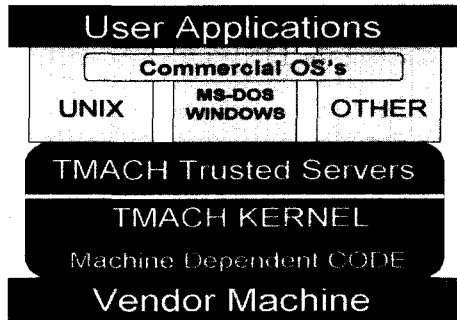 User Applications
Commercial OS's
UNIX
MS-DOS
WINDOWS
OTHER
TMACH Trusted Servers
TMACH KERNEL
Machine Dependent CODE
Vendor Machine